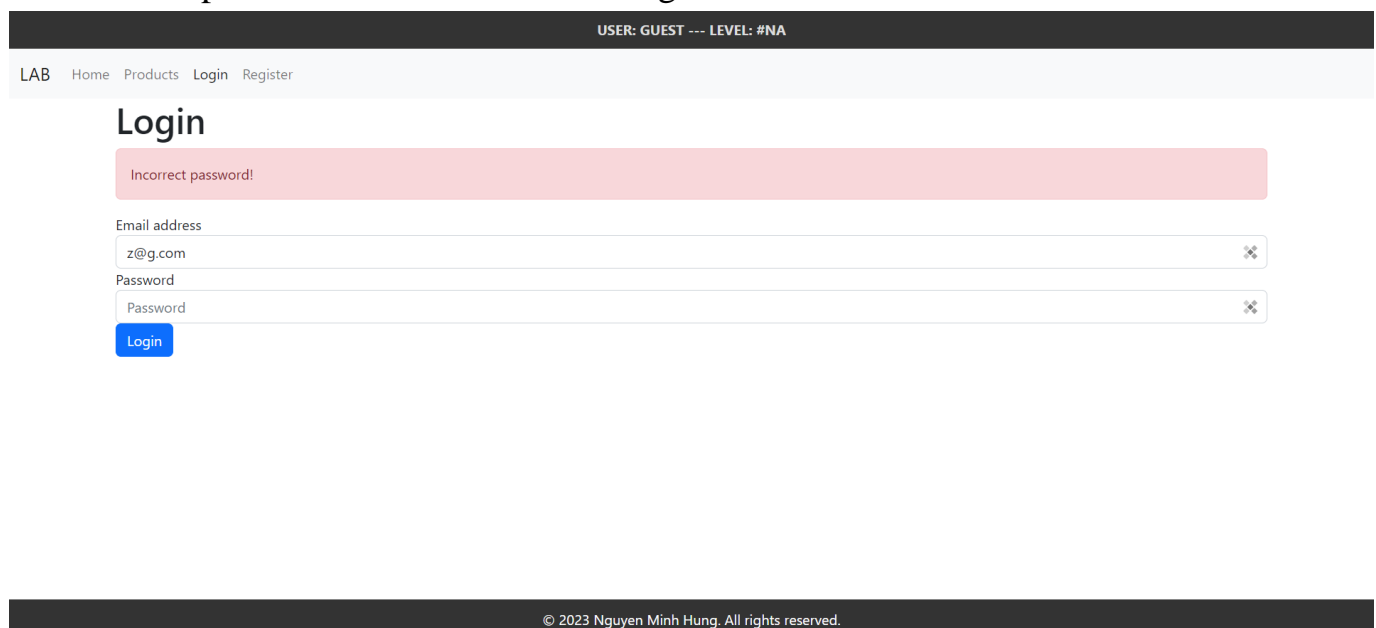 USER: GUEST --- LEVEL: #NA
LAB Home Products Login Register
Login
Incorrect password!
Email address
z@g.com
Password
Password
Login
© 2023 Nguyen Minh Hung. All rights reserved.